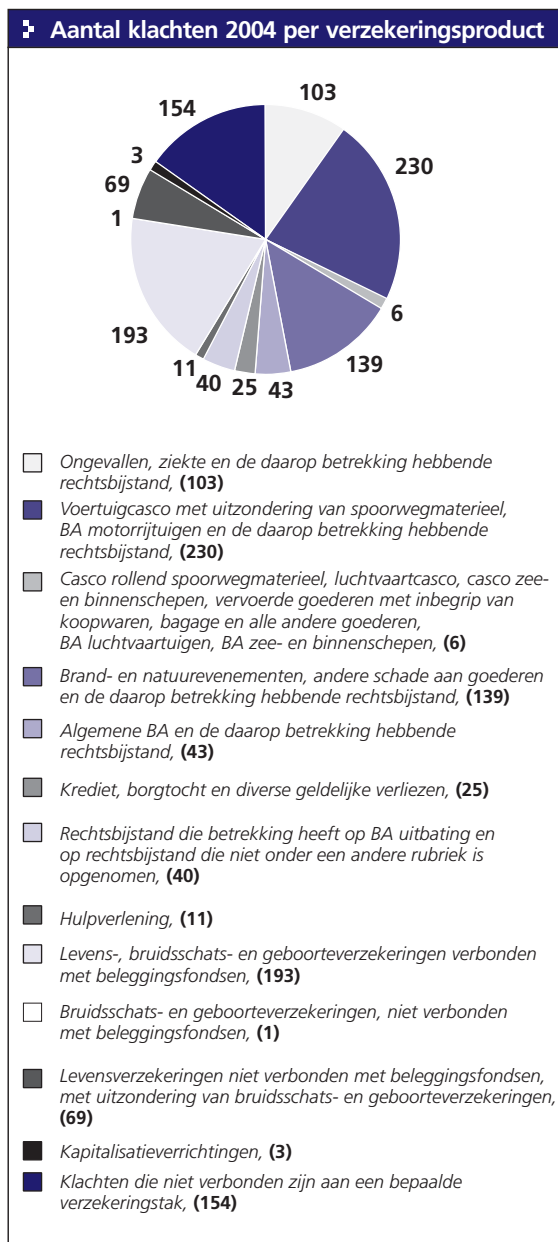 Aantal klachten 2004 per verzekeringsproduct
103
230
6
139
43
25
40
11
193
1
69
3
154
Ongevallen, ziekte en de daarop betrekking hebbende
rechtsbijstand, (103)
Voertuigcasco met uitzondering van spoorwegmaterieel,
BA motorrijtuigen en de daarop betrekking hebbende
rechtsbijstand, (230)
Casco rollend spoorwegmaterieel, luchtvaartcasco, casco zee-
en binnenschepen, vervoerde goederen met inbegrip van
koopwaren, bagage en alle andere goederen,
BA luchtvaartuigen, BA zee- en binnenschepen, (6)
Brand- en natuurevenementen, andere schade aan goederen
en de daarop betrekking hebbende rechtsbijstand, (139)
Algemene BA en de daarop betrekking hebbende
rechtsbijstand, (43)
Krediet, borgtocht en diverse geldelijke verliezen, (25)
Rechtsbijstand die betrekking heeft op BA uitbating en
op rechtsbijstand die niet onder een andere rubriek is
opgenomen, (40)
Hulpverlening, (11)
Levens-, bruidsschats- en geboorteverzekeringen verbonden
met beleggingsfondsen, (193)
Bruidsschats- en geboorteverzekeringen, niet verbonden
met beleggingsfondsen, (1)
Levensverzekeringen niet verbonden met beleggingsfondsen,
met uitzondering van bruidsschats- en geboorteverzekeringen,
(69)
Kapitalisatieverrichtingen, (3)
Klachten die niet verbonden zijn aan een bepaalde
verzekeringstak, (154)